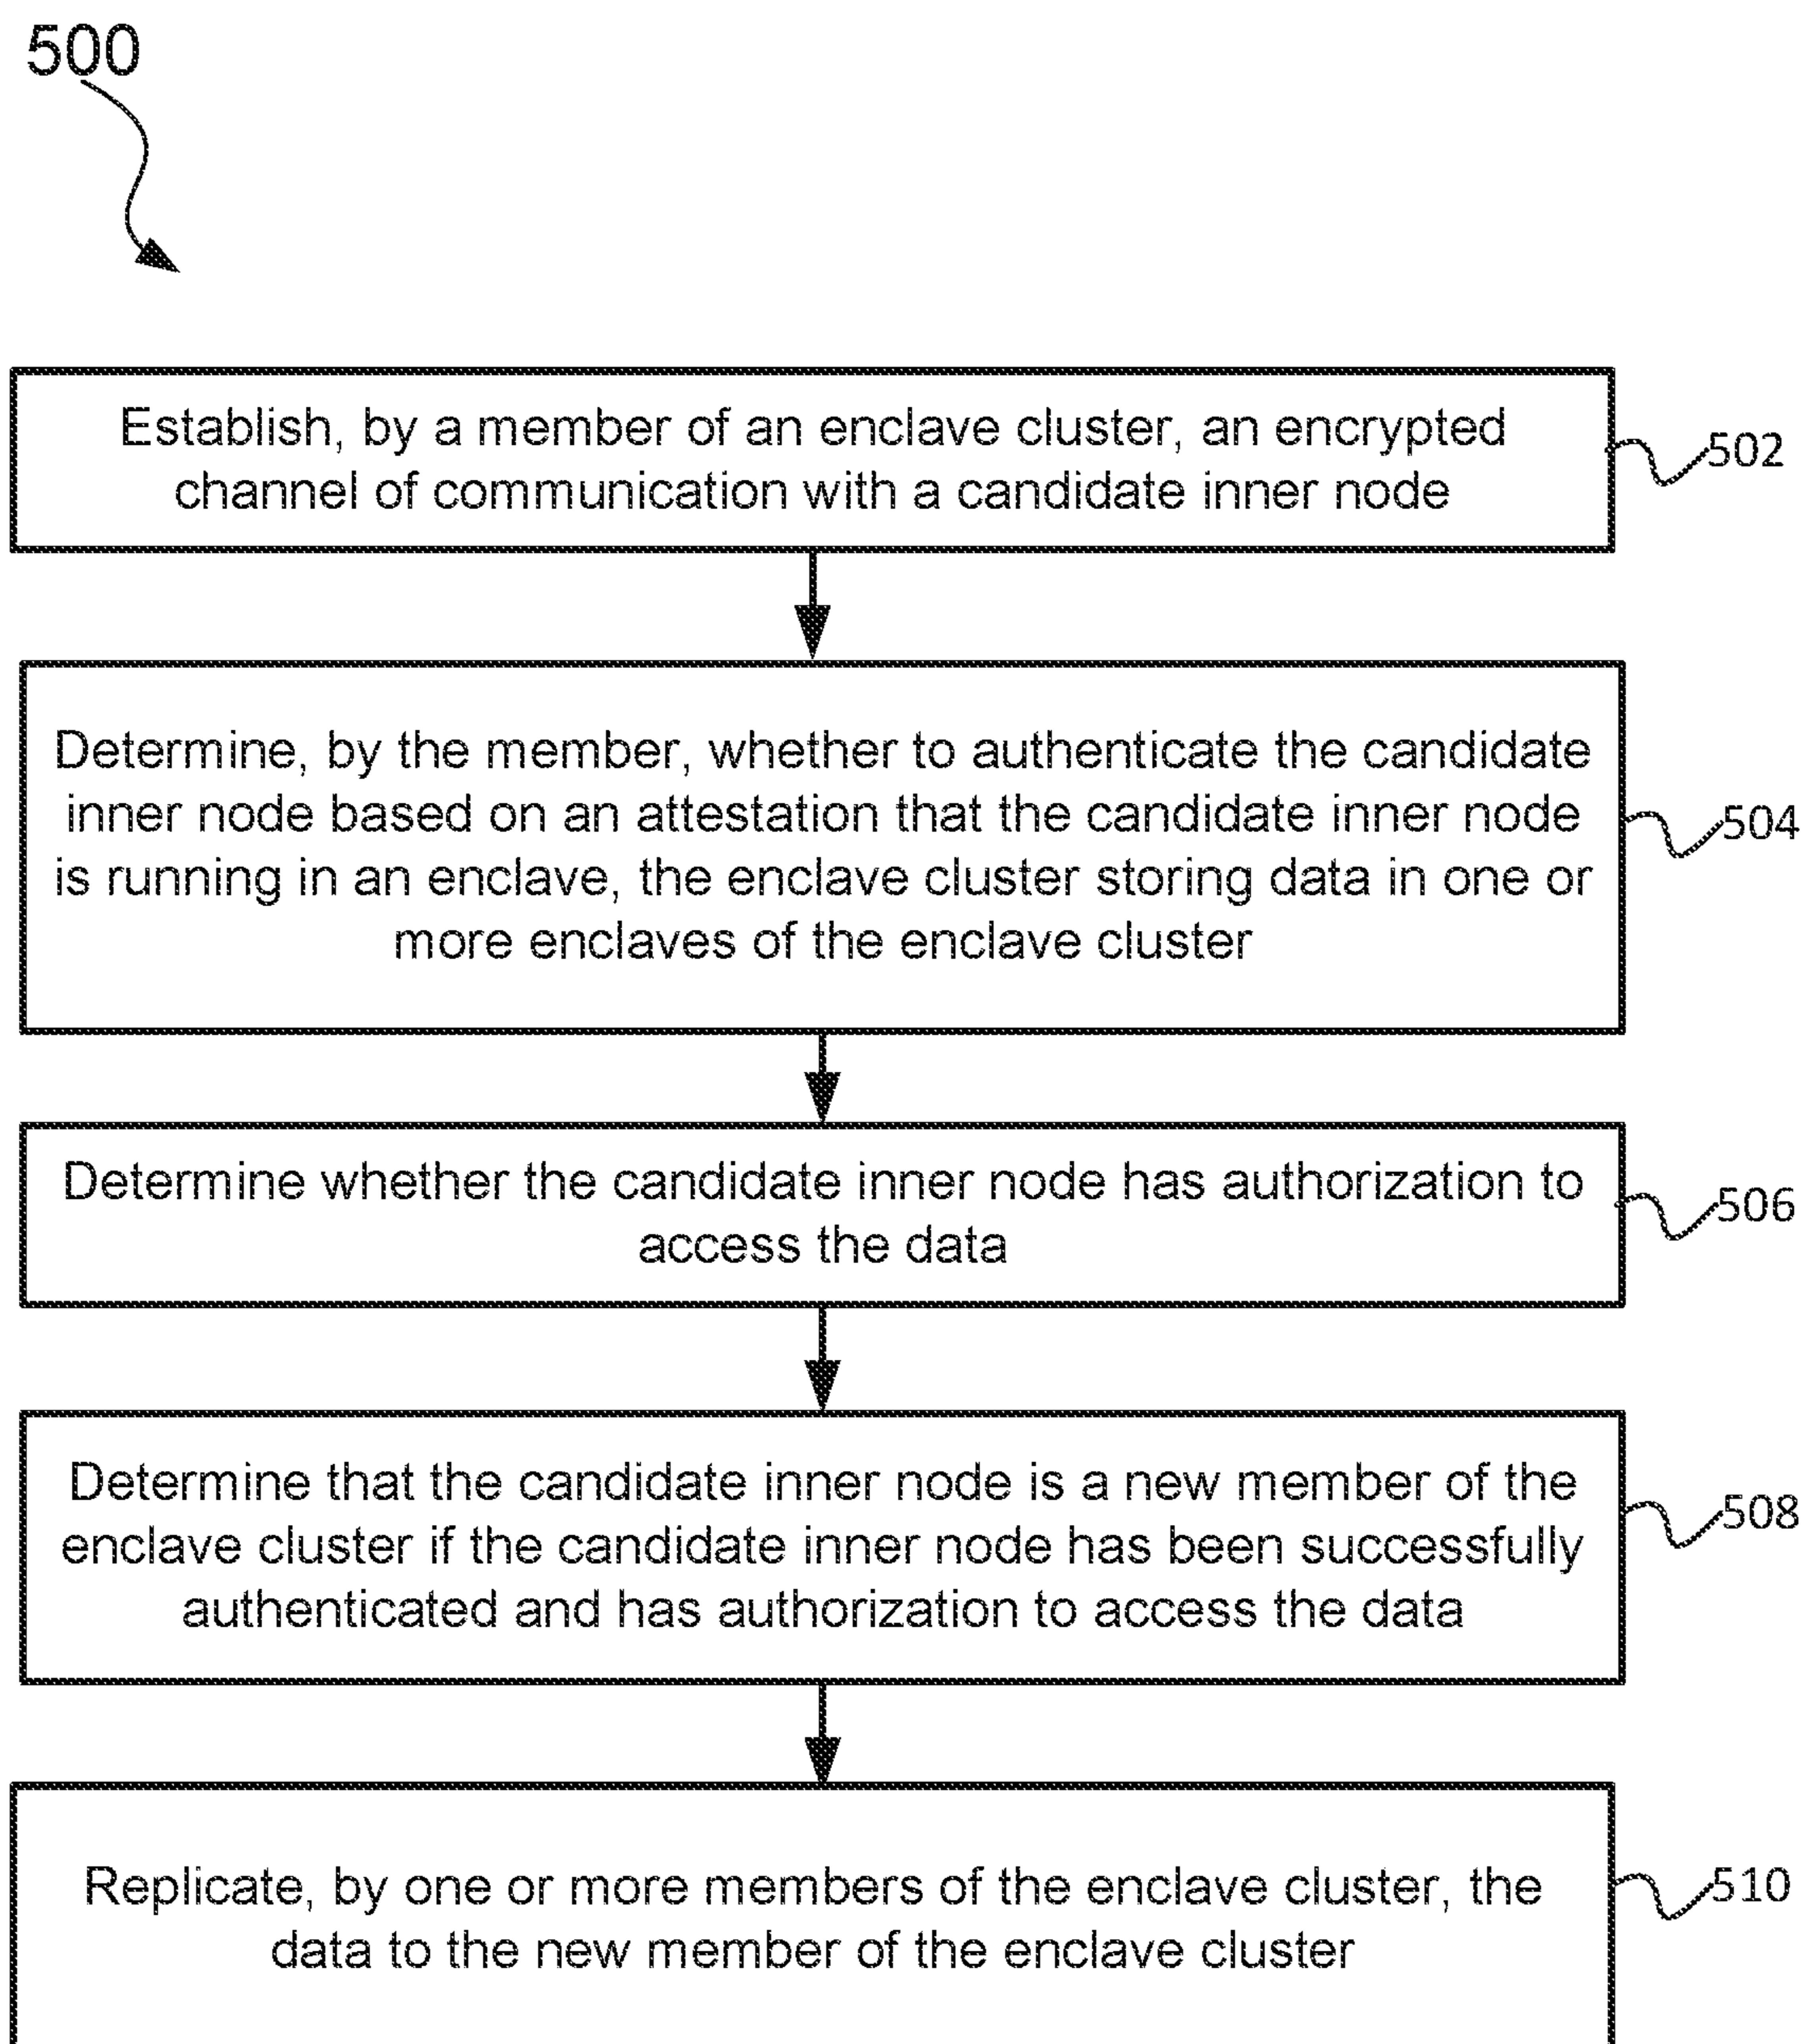 500
Establish, by a member of an enclave cluster, an encrypted
channel of communication with a candidate inner node
502
Determine, by the member, whether to authenticate the candidate
inner node based on an attestation that the candidate inner node
is running in an enclave, the enclave cluster storing data in one or
more enclaves of the enclave cluster
504
Determine whether the candidate inner node has authorization to
access the data
506
Determine that the candidate inner node is a new member of the
enclave cluster if the candidate inner node has been successfully
authenticated and has authorization to access the data
508
Replicate, by one or more members of the enclave cluster, the
data to the new member of the enclave cluster
510